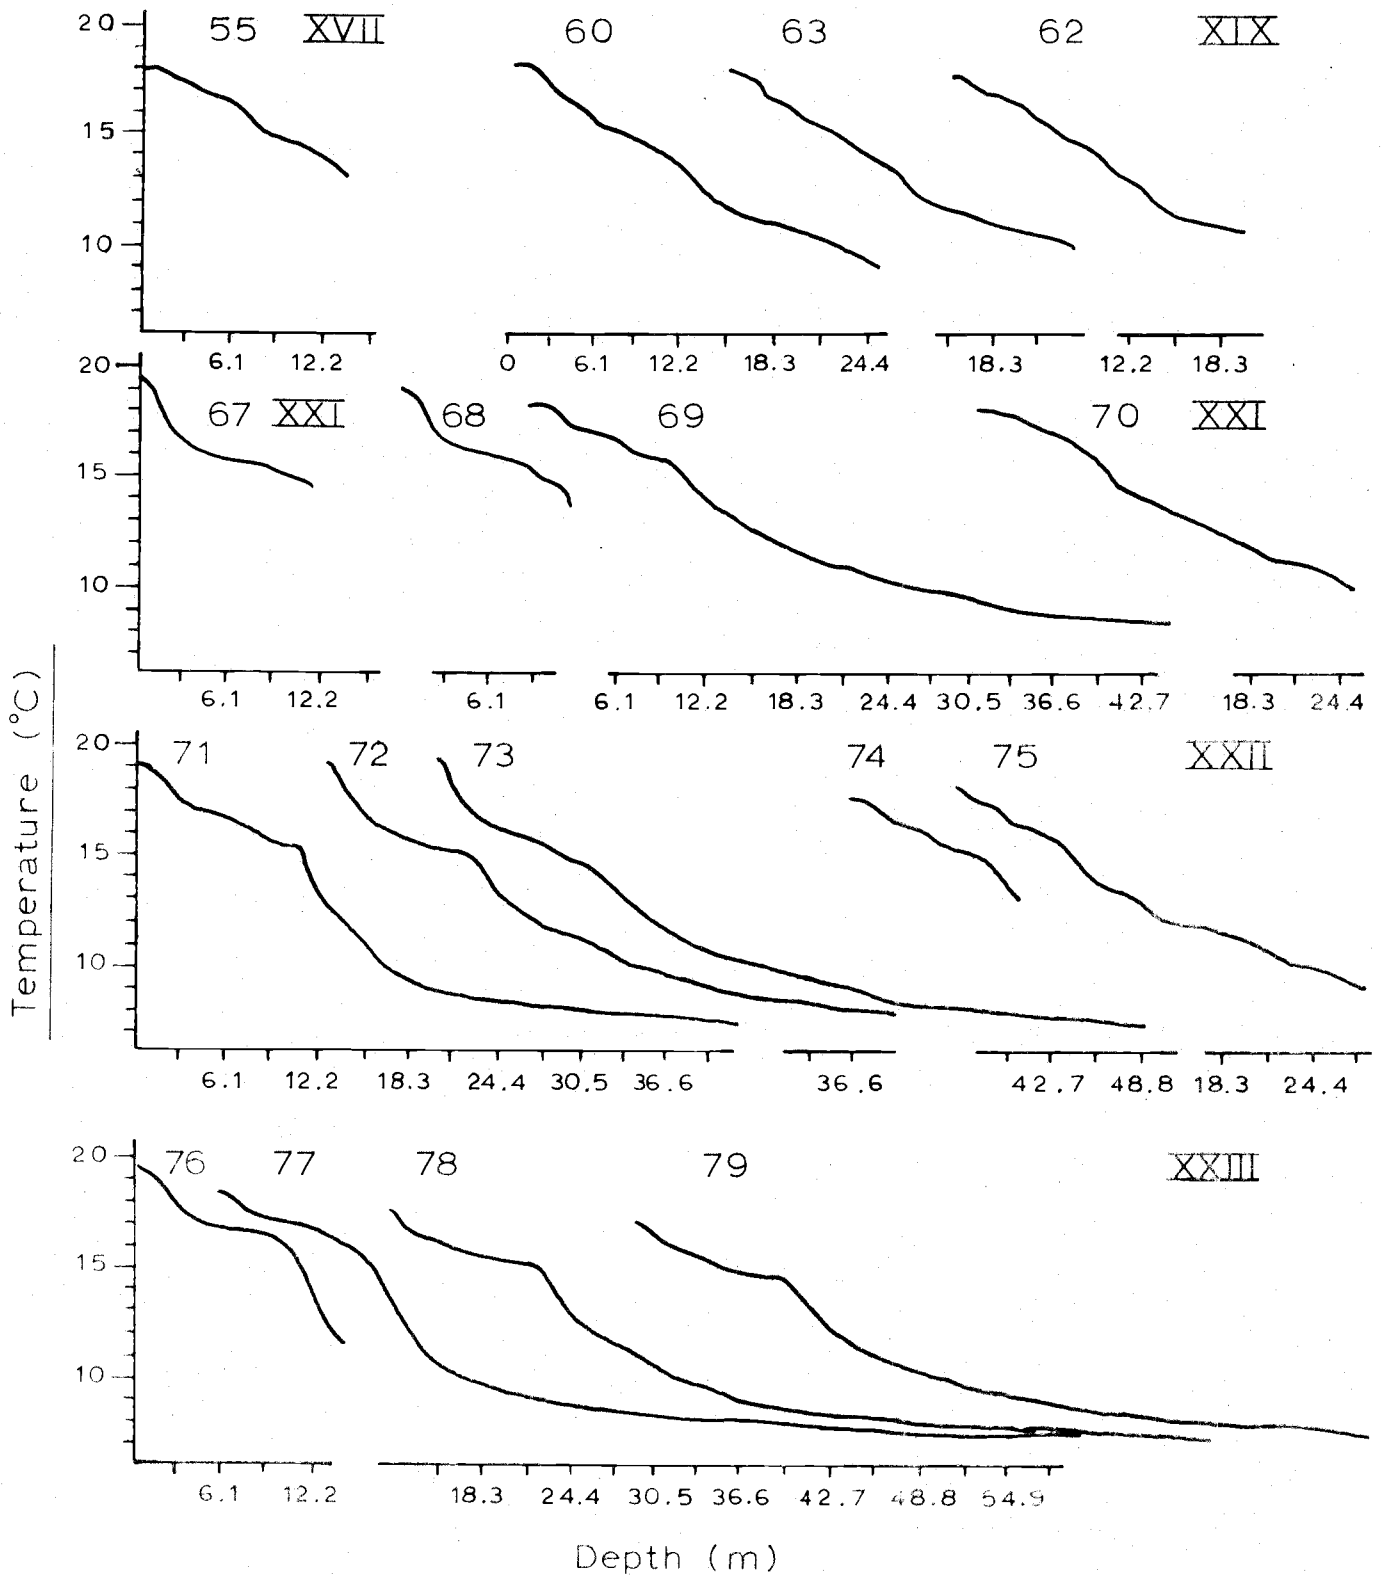 20 55 XVII 60 63 62 XIX
15
10
6.1 12.2 0 6.1 12.2 18.3 24.4 18.3 12.2 18.3
20
67 XXI 68 69 70 XXI
15
10
6.1 12.2 6.1 6.1 12.2 18.3 24.4 30.5 36.6 42.7 18.3 24.4
20 71 72 73 74 75 XXII
15
10
6.1 12.2 18.3 24.4 30.5 36.6 36.6 42.7 48.8 18.3 24.4
20 76 77 78 79 XXIII
15
10
6.1 12.2 18.3 24.4 30.5 36.6 42.7 48.8 54.9
Temperature (°C)
Depth (m)